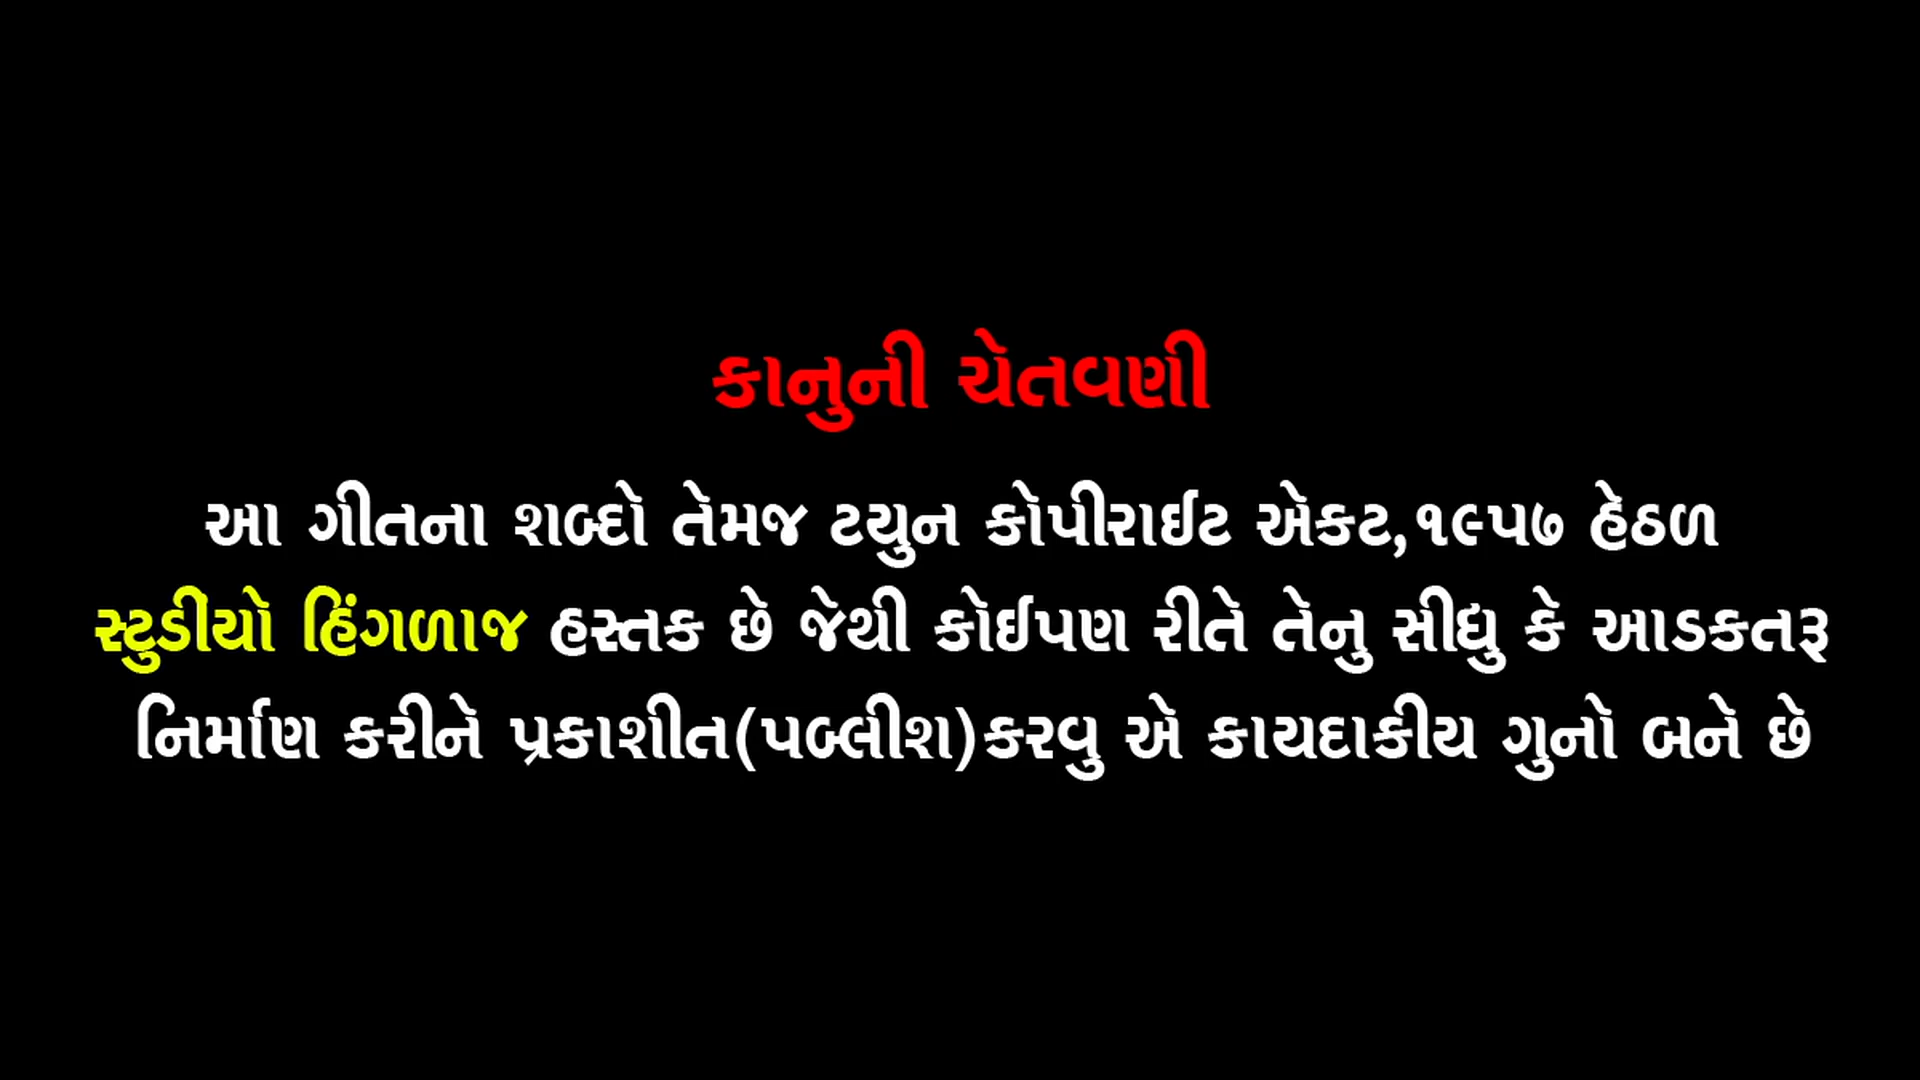 કાનુની ચેતવણી
આ ગીતના શબ્દો તેમજ ટયુન કોપીરાઈટ એકટ,૧૯૫૭ હેઠળ
સ્ટુડીયો હિંગળાજ હસ્તક છે જેથી કોઈપણ રીતે તેનુ સીધુ કે આડકતરૂ
નિર્માણ કરીને પ્રકાશીત(પબ્લીશ)કરવુ એ કાયદાકીય ગુનો બને છે